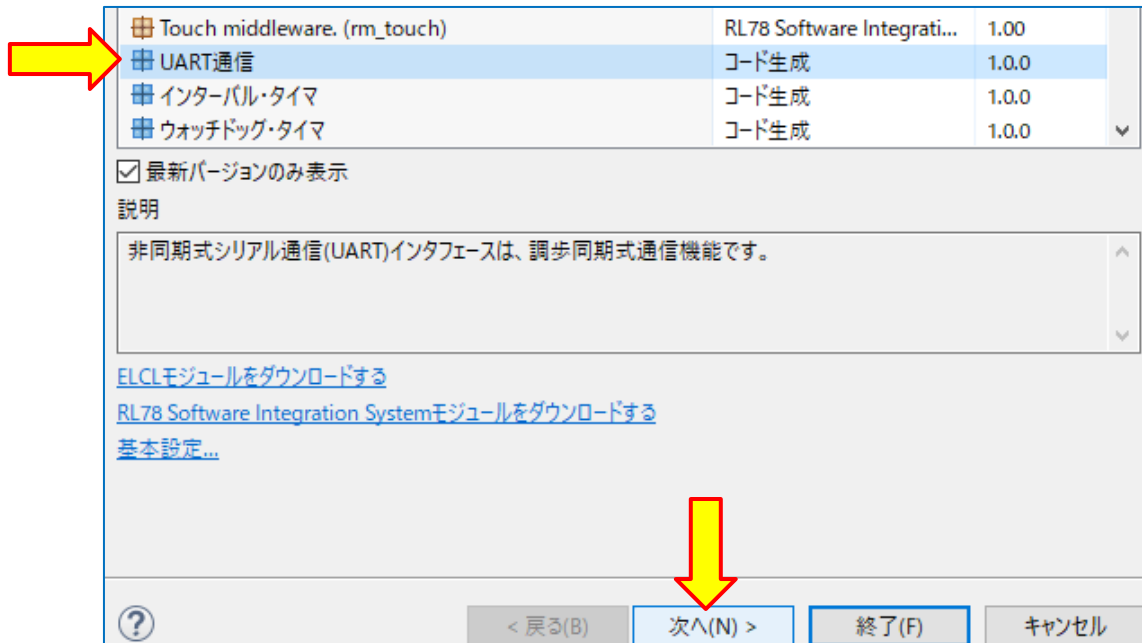 Touch middleware. (rm_touch) RL78 Software Integrati... 1.00
UART通信 コード生成 1.0.0
インターバル・タイマ コード生成 1.0.0
ウォッチドッグ・タイマ コード生成 1.0.0
最新バージョンのみ表示
説明
非同期式シリアル通信(UART)インタフェースは、調歩同期式通信機能です。
ELCLモジュールをダウンロードする
RL78 Software Integration Systemモジュールをダウンロードする
基本設定...
? < 戻る(B) 次へ(N) > 終了(F) キャンセル